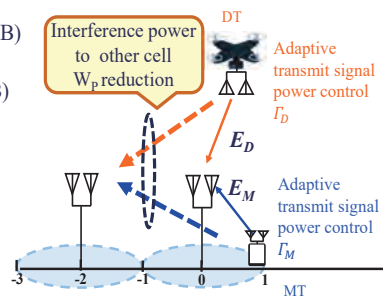 B)
Interference power
to other cell
W_P reduction
DT
Adaptive
transmit signal
power control
Γ_D
E_D
E_M
Adaptive
transmit signal
power control
Γ_M
-3 -2 -1 0 1
MT